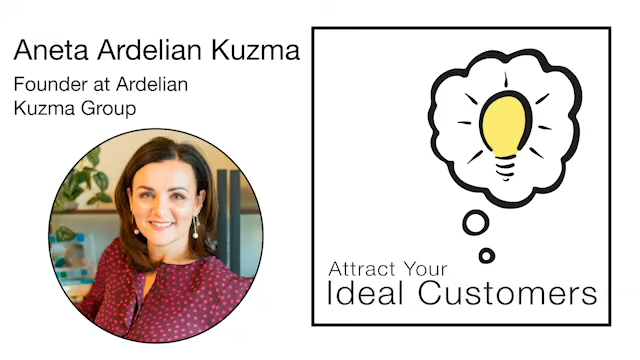 Aneta Ardelian Kuzma
Founder at Ardelian
Kuzma Group
Attract Your
Ideal Customers